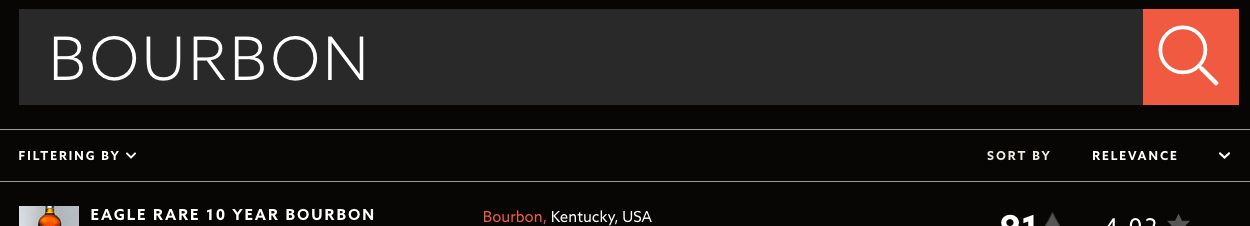 BOURBON
FILTERING BY SORT BY RELEVANCE
EAGLE RARE 10 YEAR BOURBON Bourbon, Kentucky, USA